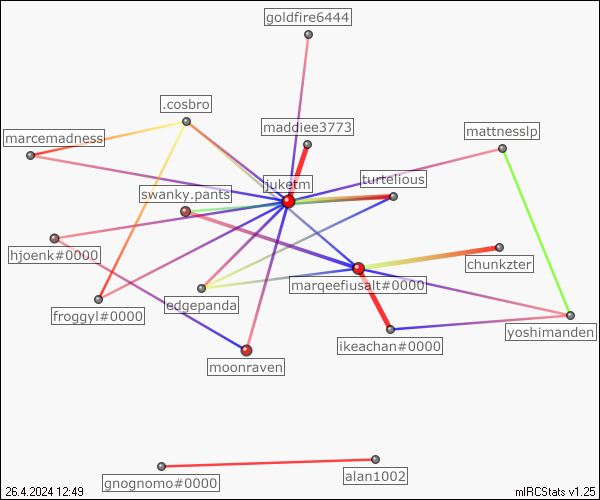 goldfire6444
.cosbro
maddiee3773
marcemadness
mattnesslp
juketm
turtelious
swanky.pants
hjoenk#0000
chunkzter
marqeefiusalt#0000
edgepanda
froggyl#0000
yoshimanden
ikeachan#0000
moonraven
alan1002
gnognomo#0000
26.4.2024 12:49
mIRCStats v1.25